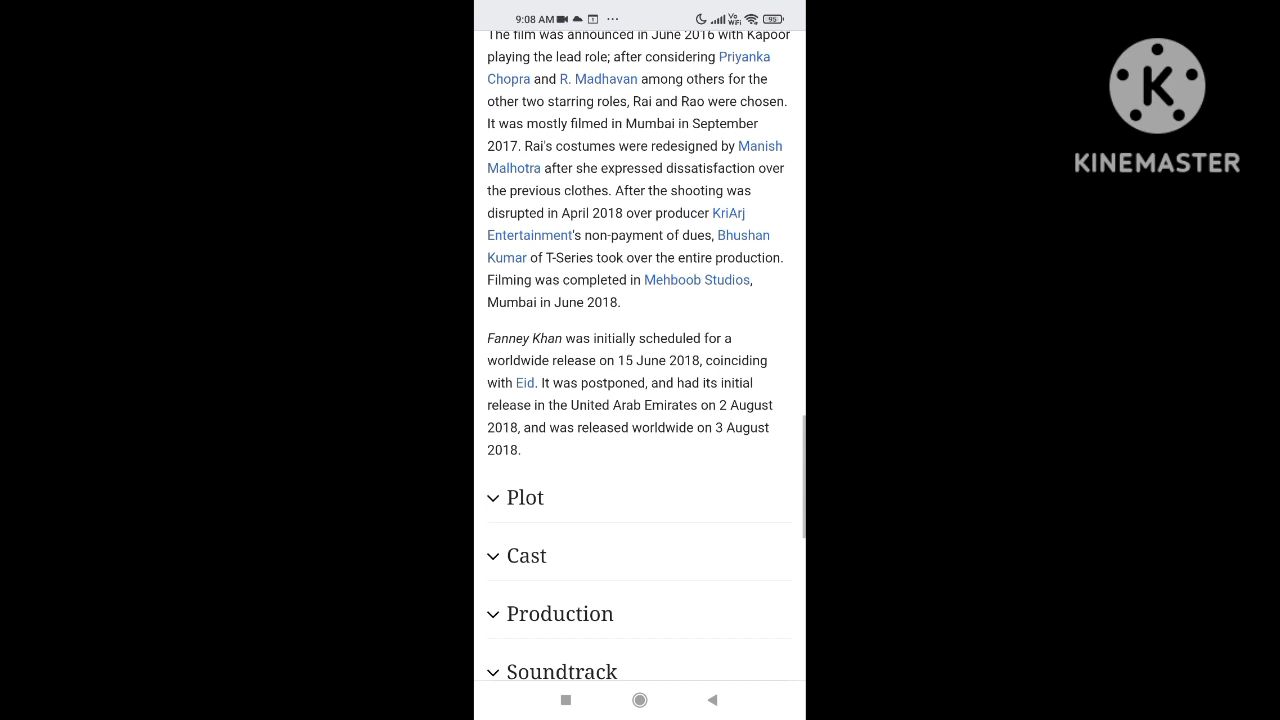 9:08 AM
Vo
WiFi
95
The film was announced in June 2016 with Kapoor
playing the lead role; after considering Priyanka
Chopra and R. Madhavan among others for the
other two starring roles, Rai and Rao were chosen.
It was mostly filmed in Mumbai in September
2017. Rai's costumes were redesigned by Manish
Malhotra after she expressed dissatisfaction over
the previous clothes. After the shooting was
disrupted in April 2018 over producer KriArj
Entertainment's non-payment of dues, Bhushan
Kumar of T-Series took over the entire production.
Filming was completed in Mehboob Studios,
Mumbai in June 2018.
Fanney Khan was initially scheduled for a
worldwide release on 15 June 2018, coinciding
with Eid. It was postponed, and had its initial
release in the United Arab Emirates on 2 August
2018, and was released worldwide on 3 August
2018.
Plot
Cast
Production
Soundtrack
K
KINEMASTER